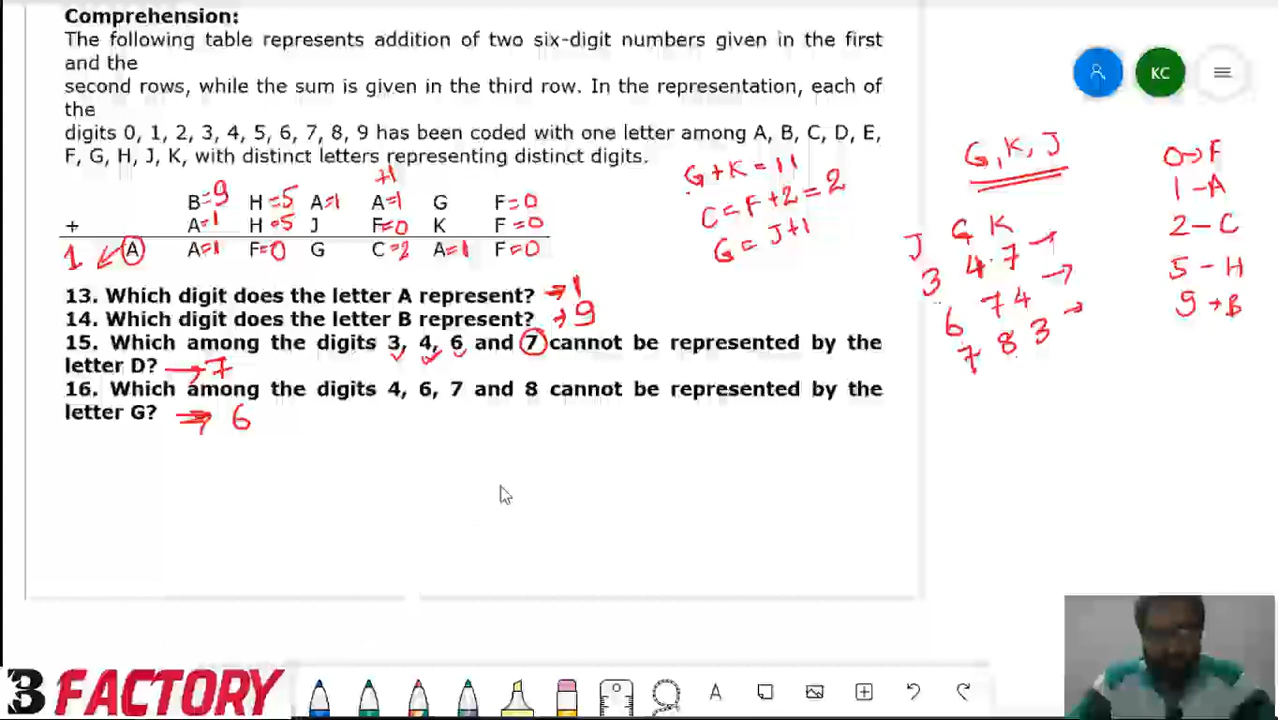 Comprehension:
The following table represents addition of two six-digit numbers given in the first
and the
second rows, while the sum is given in the third row. In the representation, each of
the
digits 0, 1, 2, 3, 4, 5, 6, 7, 8, 9 has been coded with one letter among A, B, C, D, E,
F, G, H, J, K, with distinct letters representing distinct digits.
+1
B=9 H=5 A=1 A=1 G F=0
+ A=1 H=5 J F=0 K F=0
1 A A=1 F=0 G C=2 A=1 F=0
G+K=11
C=F+2=2
G=J+1
13. Which digit does the letter A represent? → 1
14. Which digit does the letter B represent? → 9
15. Which among the digits 3, 4, 6 and 7 cannot be represented by the
letter D? → 7
16. Which among the digits 4, 6, 7 and 8 cannot be represented by the
letter G? → 6
G, K, J
J G K
3 4 7 →
6 7 4 →
7 8 3 →
0→F
1-A
2-C
5-H
9→B
KC
3 FACTORY
A